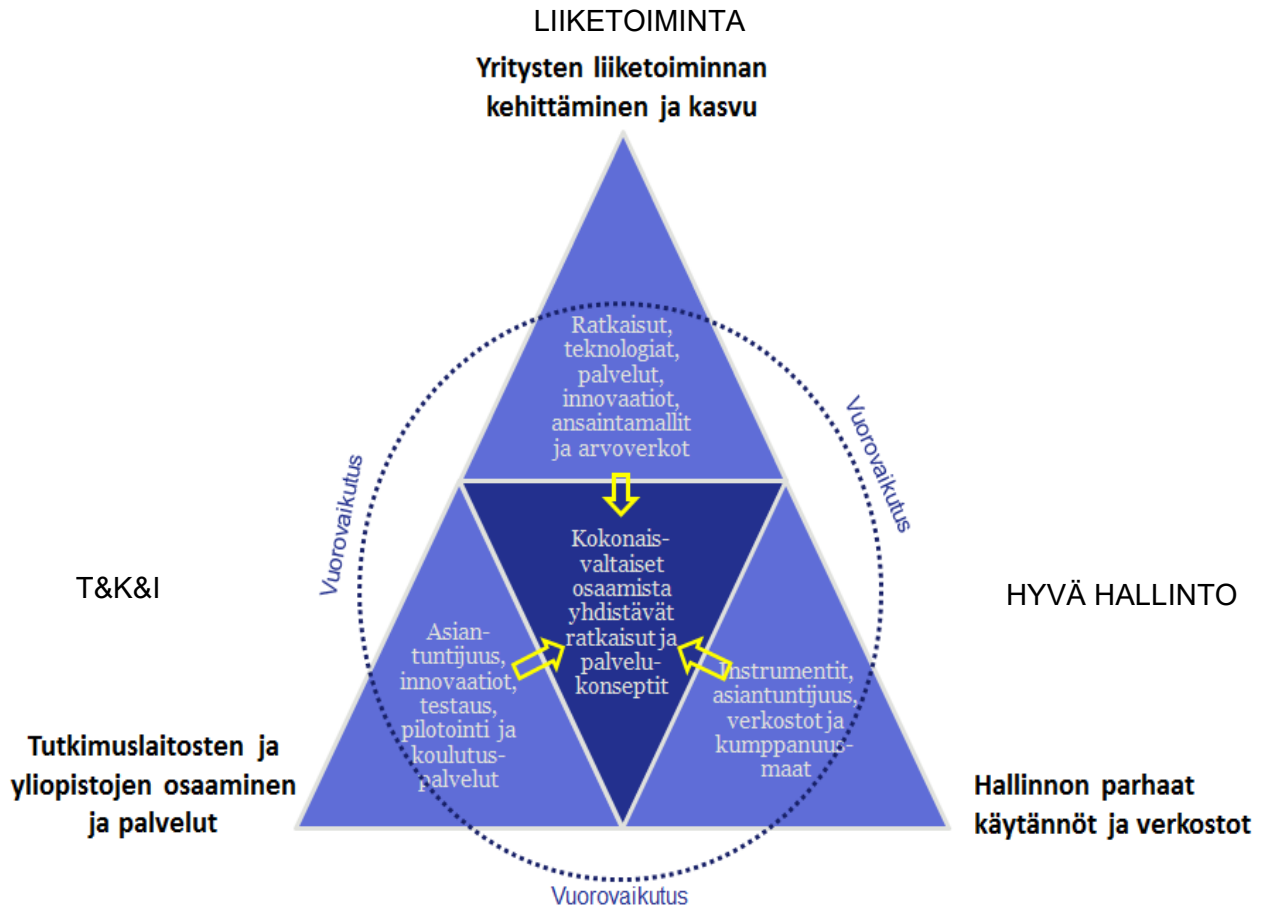 LIIKETOIMINTA
Yritysten liiketoiminnan
kehittäminen ja kasvu
Ratkaisut,
teknologiat,
palvelut,
innovaatiot,
ansaintamallit
ja arvoverkot
Vuorovaikutus
Vuorovaikutus
Kokonais-
valtaiset
osaamista
yhdistävät
ratkaisut ja
palvelu-
konseptit
T&K&I
HYVÄ HALLINTO
Asian-
tuntijuus,
innovaatiot,
testaus,
pilotointi ja
koulutus-
palvelut
Instrumentit,
asiantuntijuus,
verkostot ja
kumppanuus-
maat
Tutkimuslaitosten ja
yliopistojen osaaminen
ja palvelut
Hallinnon parhaat
käytännöt ja verkostot
Vuorovaikutus